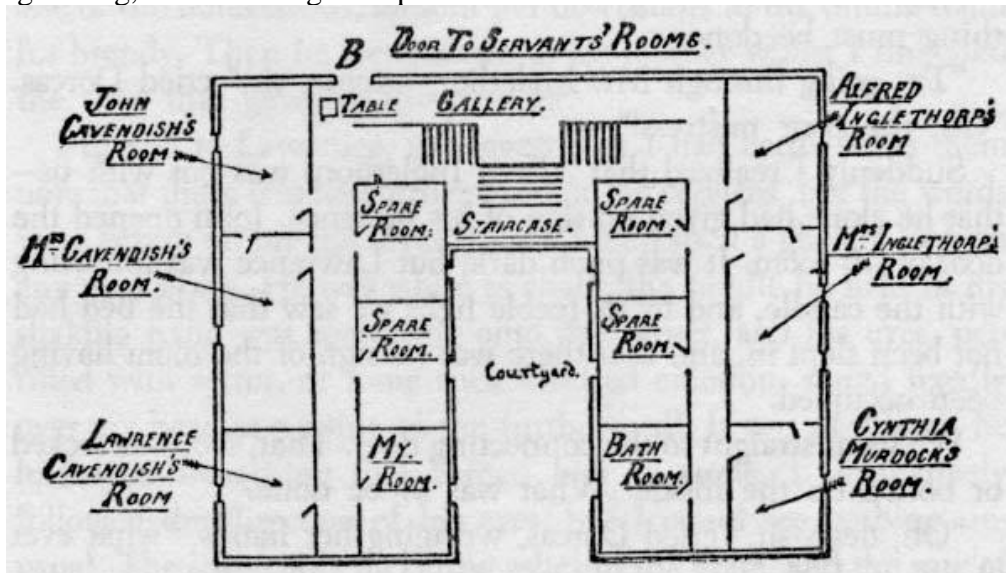 B DOOR TO SERVANTS' ROOMS.
TABLE GALLERY.
JOHN
CAVENDISH'S
ROOM
ALFRED
INGLETHORP'S
ROOM
SPARE
ROOM.
STAIRCASE.
SPARE
ROOM.
MRS CAVENDISH'S
ROOM.
MRS INGLETHORP'S
ROOM.
SPARE
ROOM.
Courtyard.
SPARE
ROOM.
LAWRENCE
CAVENDISH'S
ROOM
MY
ROOM.
BATH
ROOM.
CYNTHIA
MURDOCK'S
ROOM.